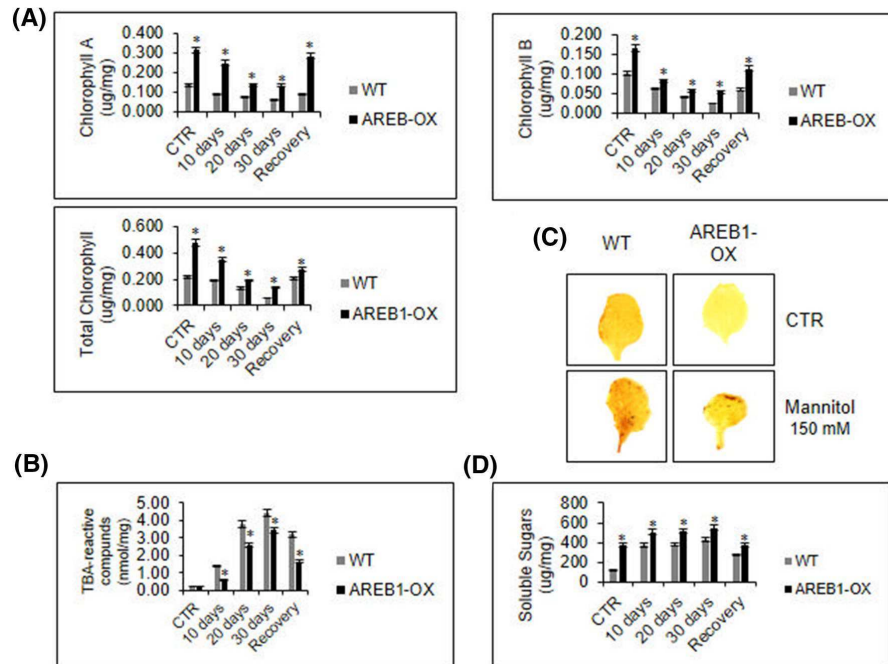 (A)
Chlorophyll A
(ug/mg)
0.400
0.300
0.200
0.100
0.000
CTR
10 days
20 days
30 days
Recovery
WT
AREB-OX
* * * * *
Chlorophyll B
(ug/mg)
0.200
0.150
0.100
0.050
0.000
CTR
10 days
20 days
30 days
Recovery
WT
AREB-OX
* * * * *
Total Chlorophyll
(ug/mg)
0.600
0.400
0.200
0.000
CTR
10 days
20 days
30 days
Recovery
WT
AREB1-OX
* * * * *
(C)
WT
AREB1-
OX
CTR
Mannitol
150 mM
(B)
TBA-reactive
compunds
(nmol/mg)
5.00
4.00
3.00
2.00
1.00
0.00
CTR
10 days
20 days
30 days
Recovery
WT
AREB1-OX
* * * *
(D)
Soluble Sugars
(ug/mg)
800
600
400
200
0
CTR
10 days
20 days
30 days
Recovery
WT
AREB1-OX
* * * * *